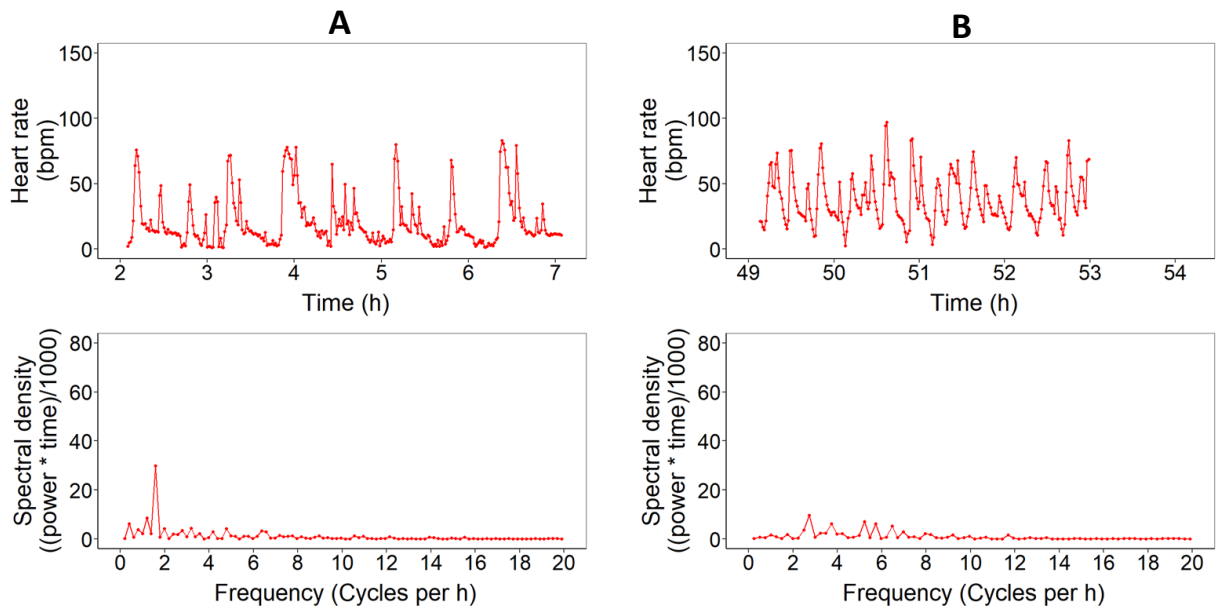 A
B
Heart rate
(bpm)
150
100
50
0
2 3 4 5 6 7
Time (h)
Heart rate
(bpm)
150
100
50
0
49 50 51 52 53 54
Time (h)
Spectral density
((power * time)/1000)
80
60
40
20
0
0 2 4 6 8 10 12 14 16 18 20
Frequency (Cycles per h)
Spectral density
((power * time)/1000)
80
60
40
20
0
0 2 4 6 8 10 12 14 16 18 20
Frequency (Cycles per h)